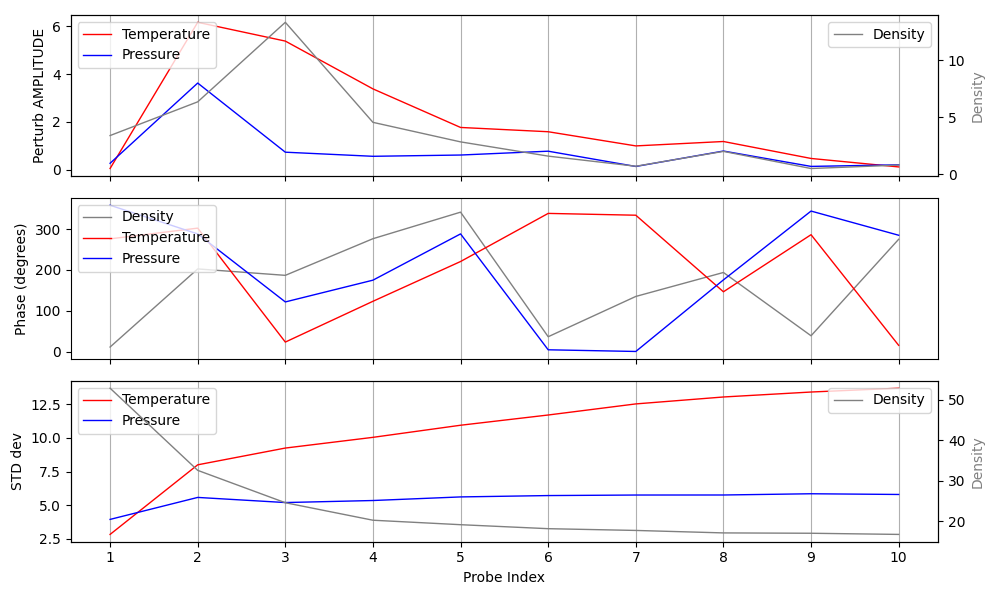 6
4
2
0
Perturb AMPLITUDE
Temperature
Pressure
Density
10
5
0
Density
300
200
100
0
Phase (degrees)
Density
Temperature
Pressure
12.5
10.0
7.5
5.0
2.5
STD dev
Temperature
Pressure
Density
50
40
30
20
Density
1 2 3 4 5 6 7 8 9 10
Probe Index